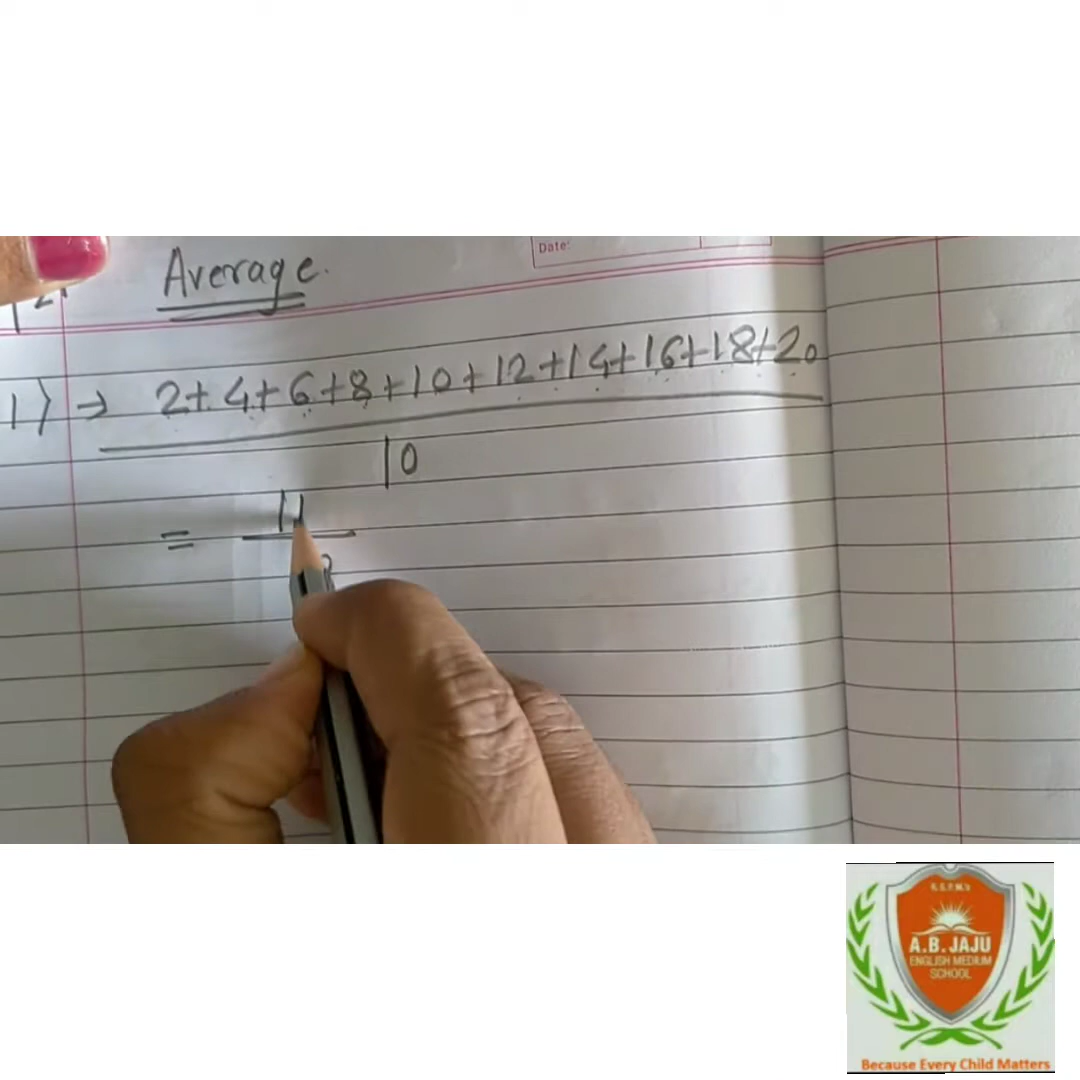 Date:
Average.
1) → 2+4+6+8+10+12+14+16+18+20
10
= 11
A.B. JAJU
ENGLISH MEDIUM
SCHOOL
Because Every Child Matters